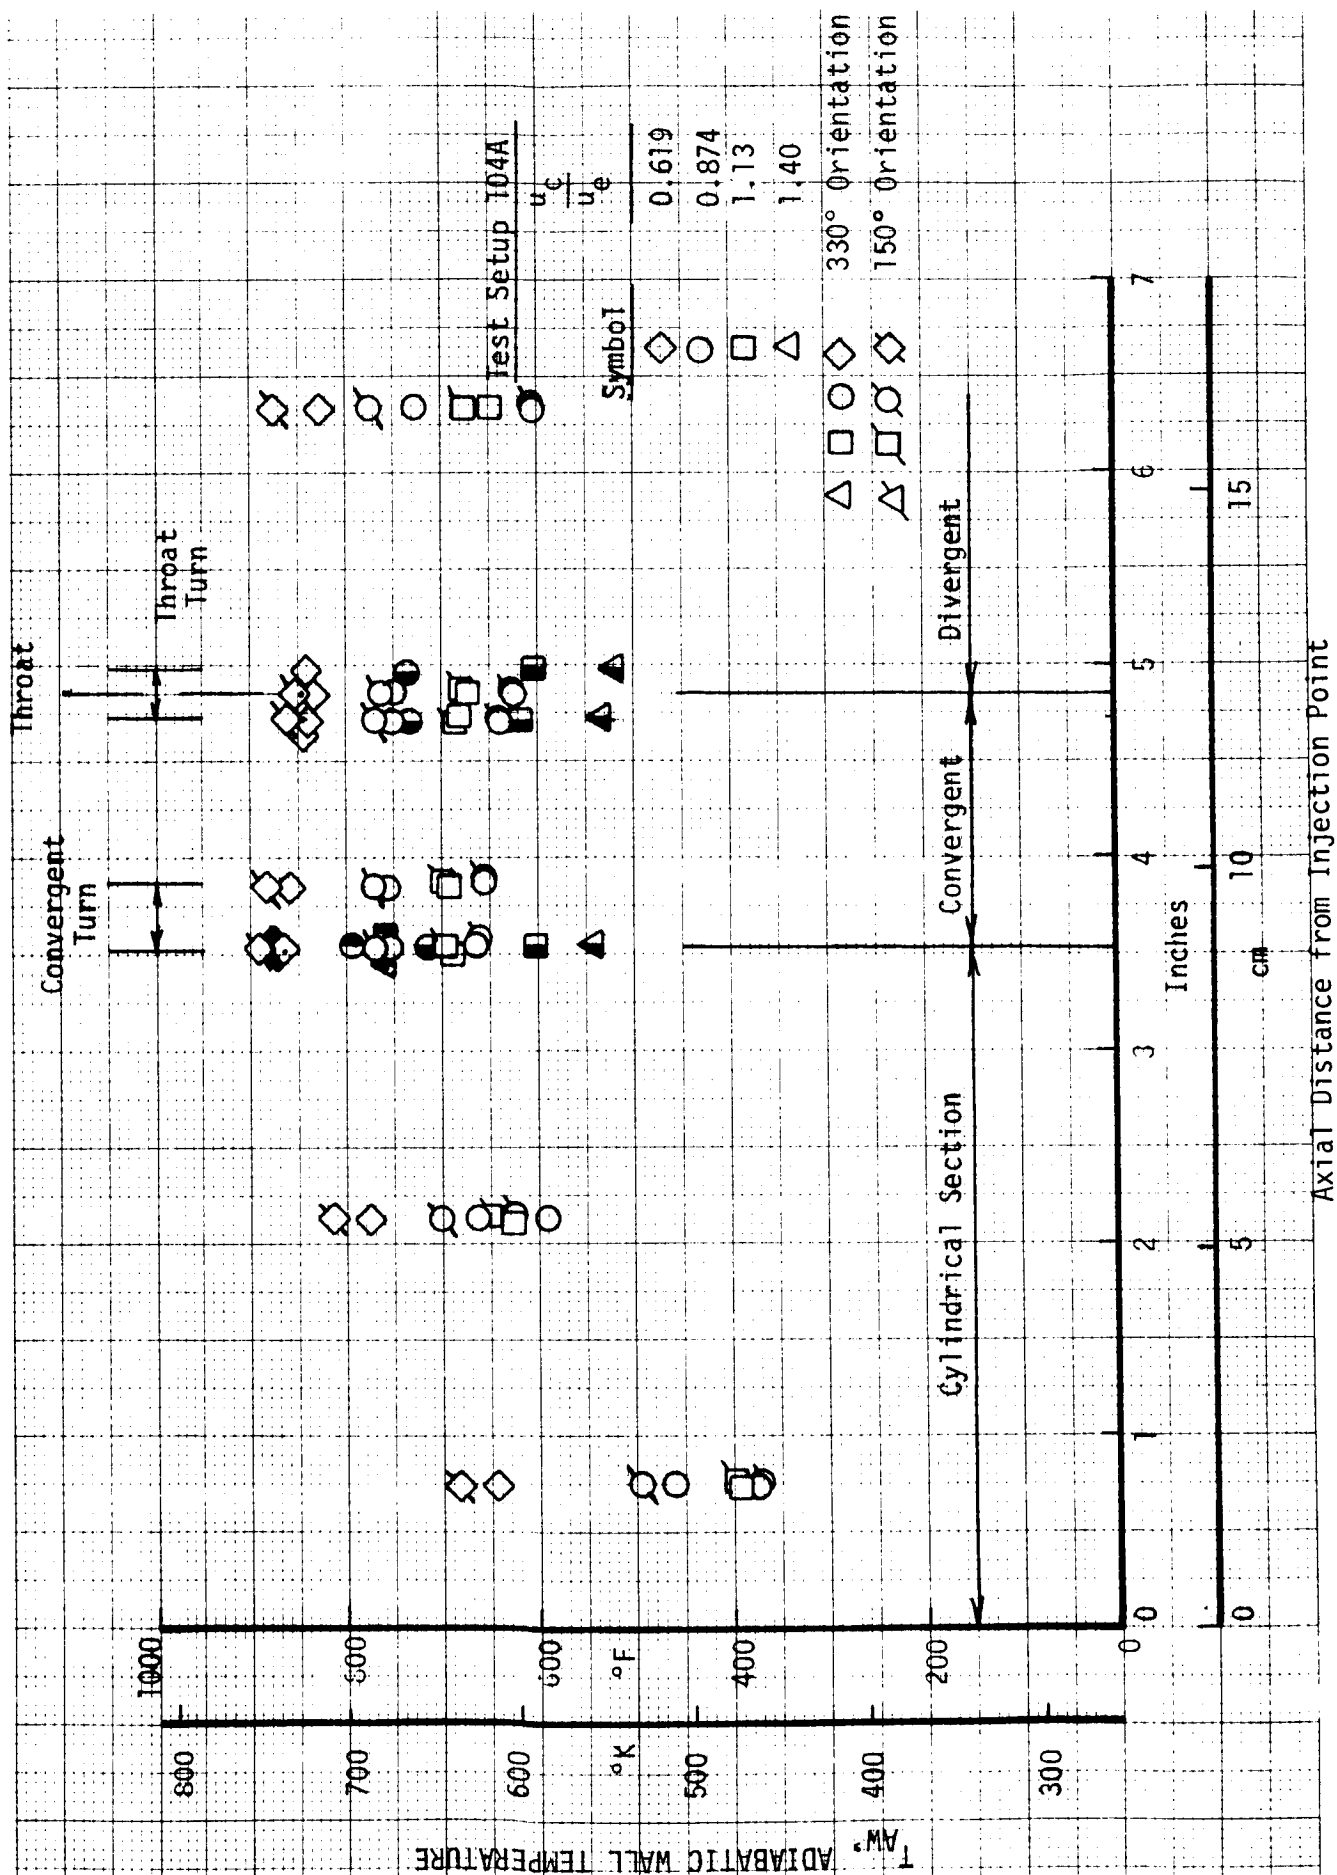 Throat
Convergent
Turn
Throat
Turn
Test Setup 104A
Symbol
u_c
u_e
0.619
0.874
1.13
1.40
330° Orientation
150° Orientation
Cylindrical Section
Convergent
Divergent
T_AW, ADIABATIC WALL TEMPERATURE
°K
800
700
600
500
400
300
°F
1000
800
600
400
200
0
0
1
2
3
4
5
6
7
Inches
0
5
10
15
cm
Axial Distance from Injection Point